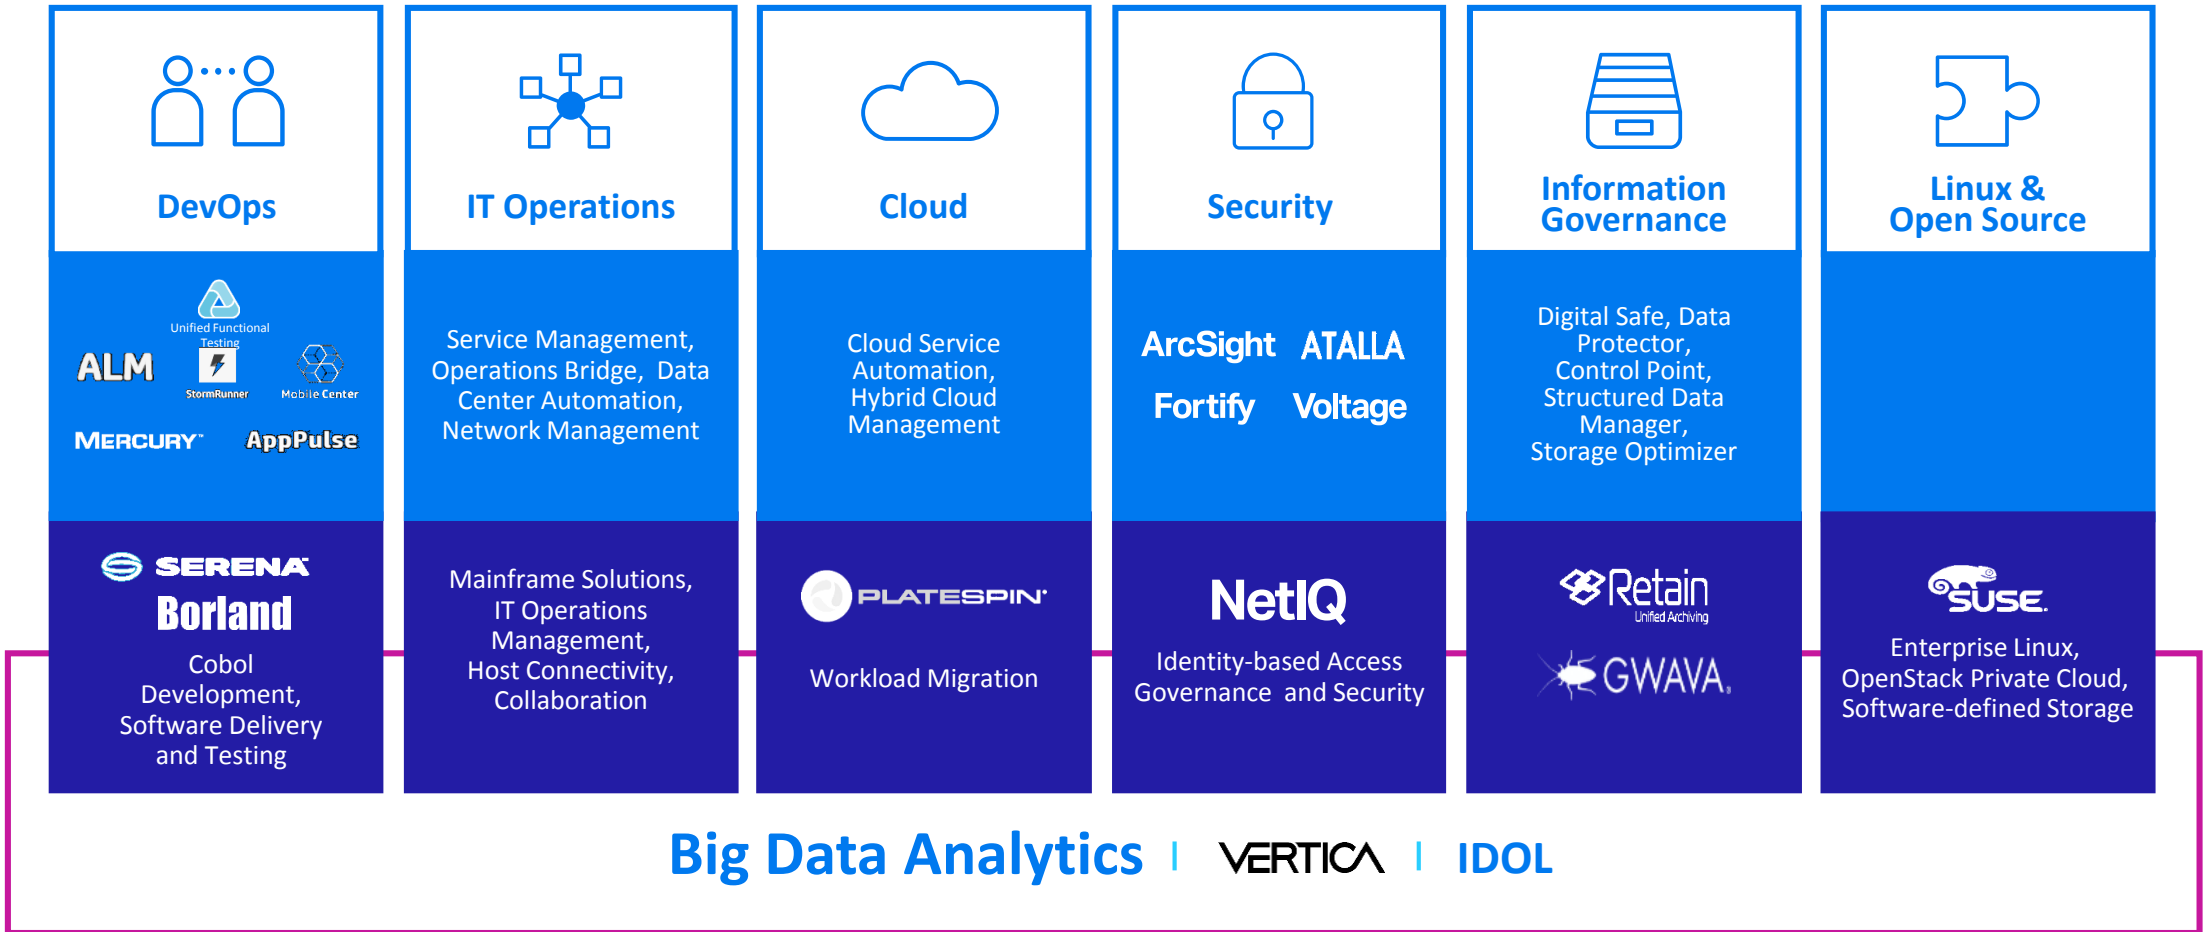 DevOps
Unified Functional
Testing
ALM
StormRunner
Mobile Center
MERCURY™
AppPulse
SERENA™
Borland
Cobol
Development,
Software Delivery
and Testing
IT Operations
Service Management,
Operations Bridge, Data
Center Automation,
Network Management
Mainframe Solutions,
IT Operations
Management,
Host Connectivity,
Collaboration
Cloud
Cloud Service
Automation,
Hybrid Cloud
Management
PLATESPIN®
Workload Migration
Security
ArcSight ATALLA
Fortify Voltage
NetIQ
Identity-based Access
Governance and Security
Information
Governance
Digital Safe, Data
Protector,
Control Point,
Structured Data
Manager,
Storage Optimizer
Retain
Unified Archiving
GWAVA®
Linux &
Open Source
SUSE.
Enterprise Linux,
OpenStack Private Cloud,
Software-defined Storage
Big Data Analytics | VERTICA | IDOL